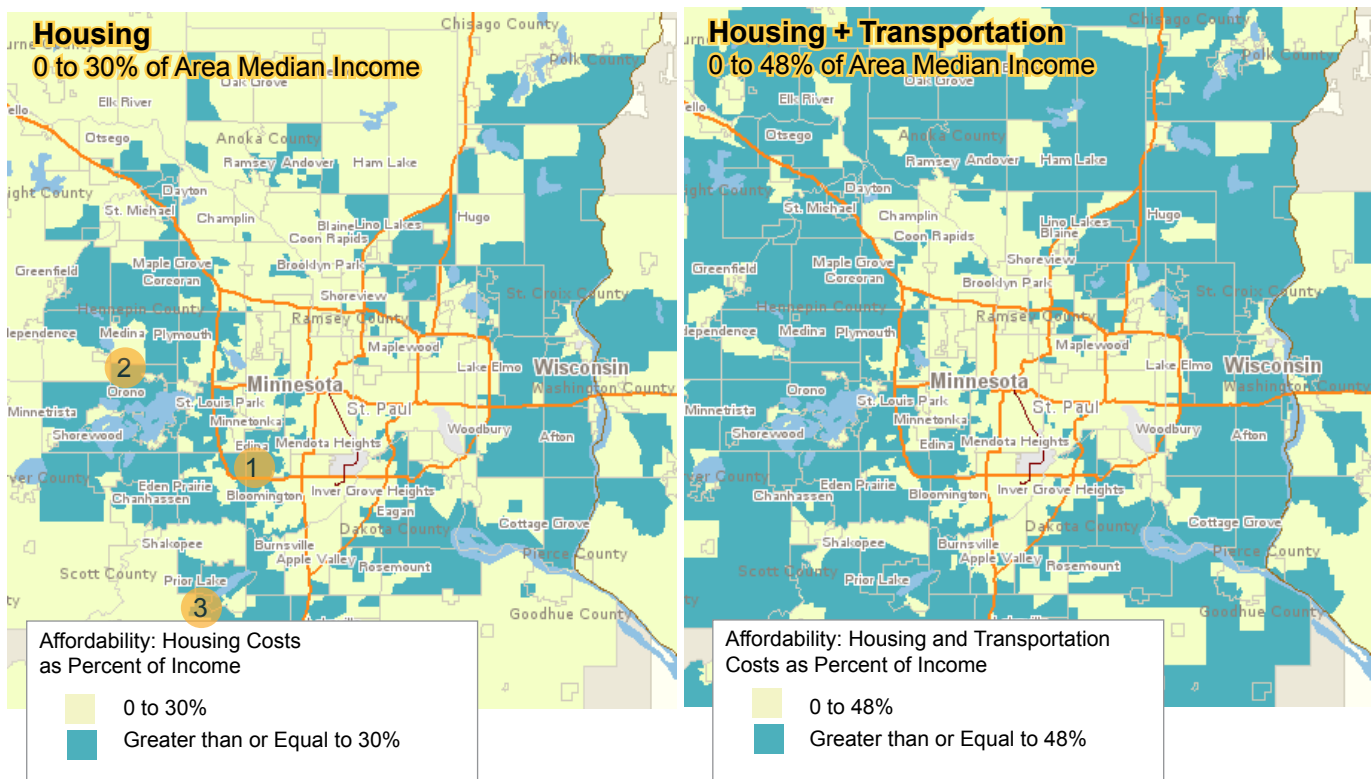 Housing
0 to 30% of Area Median Income
Chisago County
Polk County
Oak Grove
Elk River
Otsego
Anoka County
Ramsey Andover
Ham Lake
Dayton
St. Michael
Champlin
Hugo
Blaine Lino Lakes
Coon Rapids
Maple Grove
Brooklyn Park
Greenfield
Corcoran
Shoreview
St. Croix County
Hennepin County
Ramsey County
Medina
Plymouth
Maplewood
2
Lake Elmo
Wisconsin
Minnesota
Washington County
Orono
St. Louis Park
St. Paul
Minnetrista
Minnetonka
Woodbury
Shorewood
Edina
Mendota Heights
Afton
1
Eden Prairie
Chanhassen
Bloomington
Inver Grove Heights
Eagan
Cottage Grove
Dakota County
Shakopee
Burnsville
Pierce County
Apple Valley
Rosemount
Scott County
Prior Lake
3
Goodhue County
Affordability: Housing Costs
as Percent of Income
0 to 30%
Greater than or Equal to 30%
Housing + Transportation
0 to 48% of Area Median Income
Chisago County
Polk County
Oak Grove
Elk River
Otsego
Anoka County
Ramsey Andover
Ham Lake
Dayton
St. Michael
Champlin
Hugo
Lino Lakes
Blaine
Coon Rapids
Maple Grove
Shoreview
Greenfield
Corcoran
Brooklyn Park
St. Croix County
Hennepin County
Ramsey County
Medina
Plymouth
Maplewood
Lake Elmo
Wisconsin
Minnesota
Washington County
Orono
St. Louis Park
St. Paul
Minnetrista
Minnetonka
Woodbury
Shorewood
Edina
Mendota Heights
Afton
Eden Prairie
Chanhassen
Bloomington
Inver Grove Heights
Eagan
Cottage Grove
Dakota County
Shakopee
Burnsville
Pierce County
Apple Valley
Rosemount
Scott County
Prior Lake
Goodhue County
Affordability: Housing and Transportation
Costs as Percent of Income
0 to 48%
Greater than or Equal to 48%